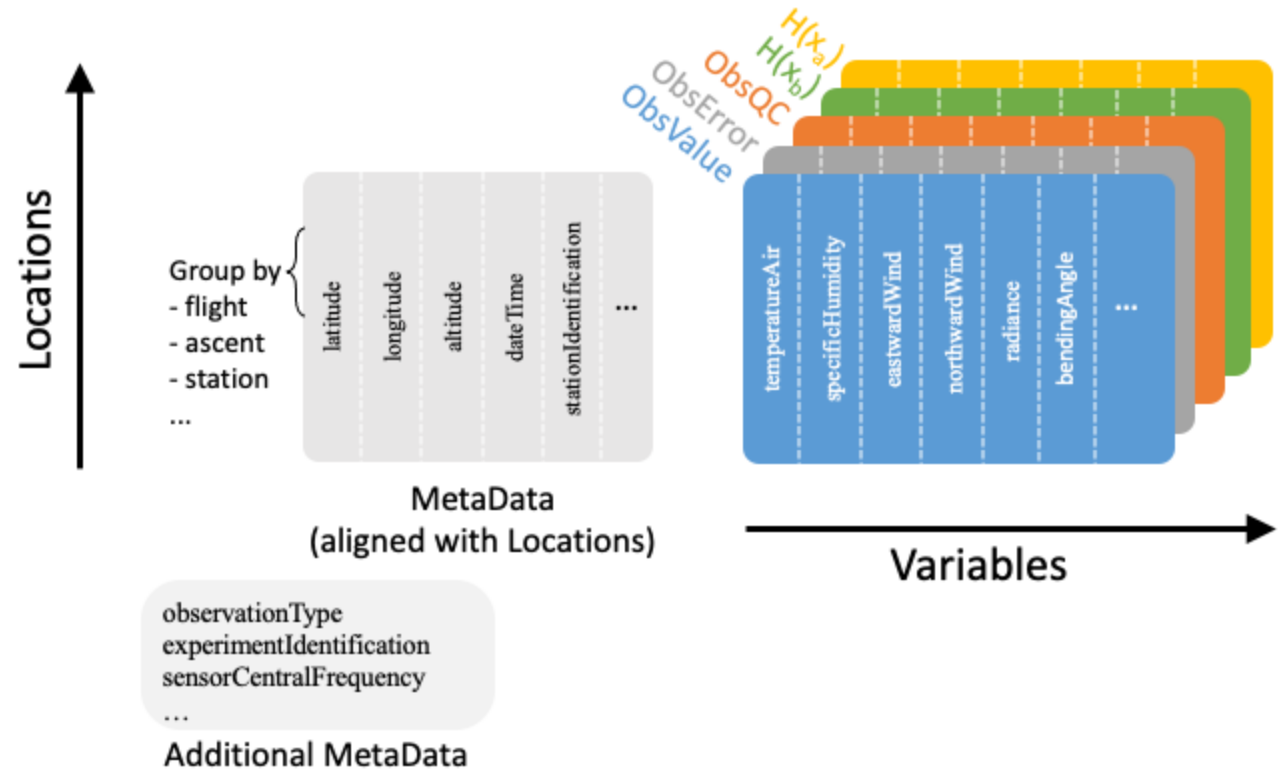 Locations
Group by
- flight
- ascent
- station
...
latitude
longitude
altitude
dateTime
stationIdentification
...
MetaData
(aligned with Locations)
observationType
experimentIdentification
sensorCentralFrequency
...
Additional MetaData
H(xa)
H(xb)
ObsQC
ObsError
ObsValue
temperatureAir
specificHumidity
eastwardWind
northwardWind
radiance
bendingAngle
...
Variables